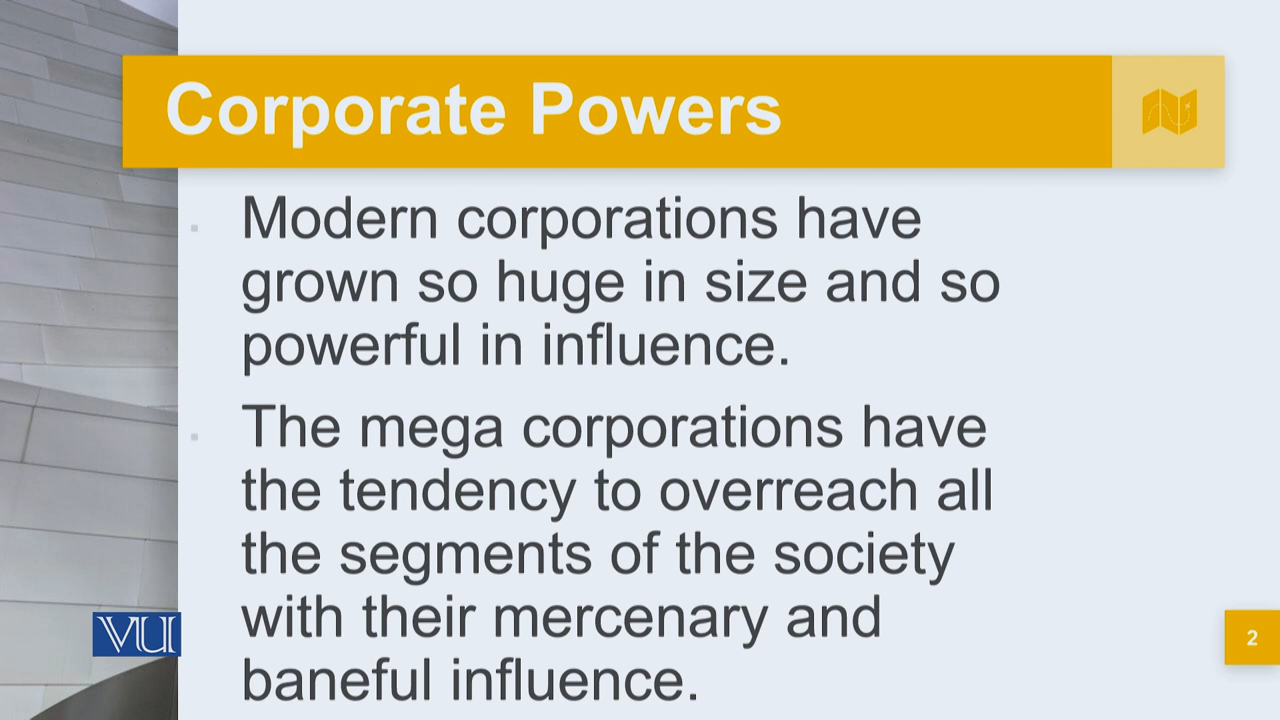 Corporate Powers
Modern corporations have
grown so huge in size and so
powerful in influence.
The mega corporations have
the tendency to overreach all
the segments of the society
with their mercenary and
baneful influence.
VU
2